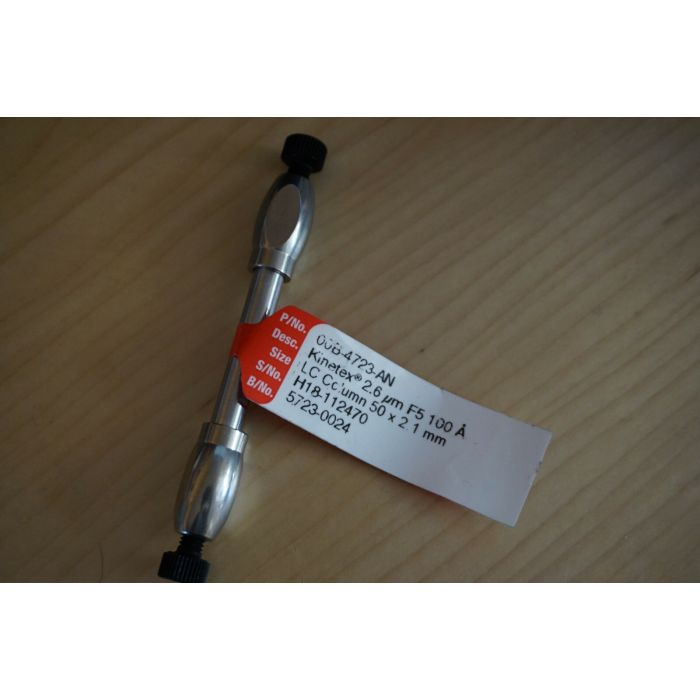 P/No. 00B-4723-AN
Desc. Kinetex® 2.6 µm F5 100 Å
Size LC Column 50 x 2.1 mm
S/No. H18-112470
B/No. 5723-0024